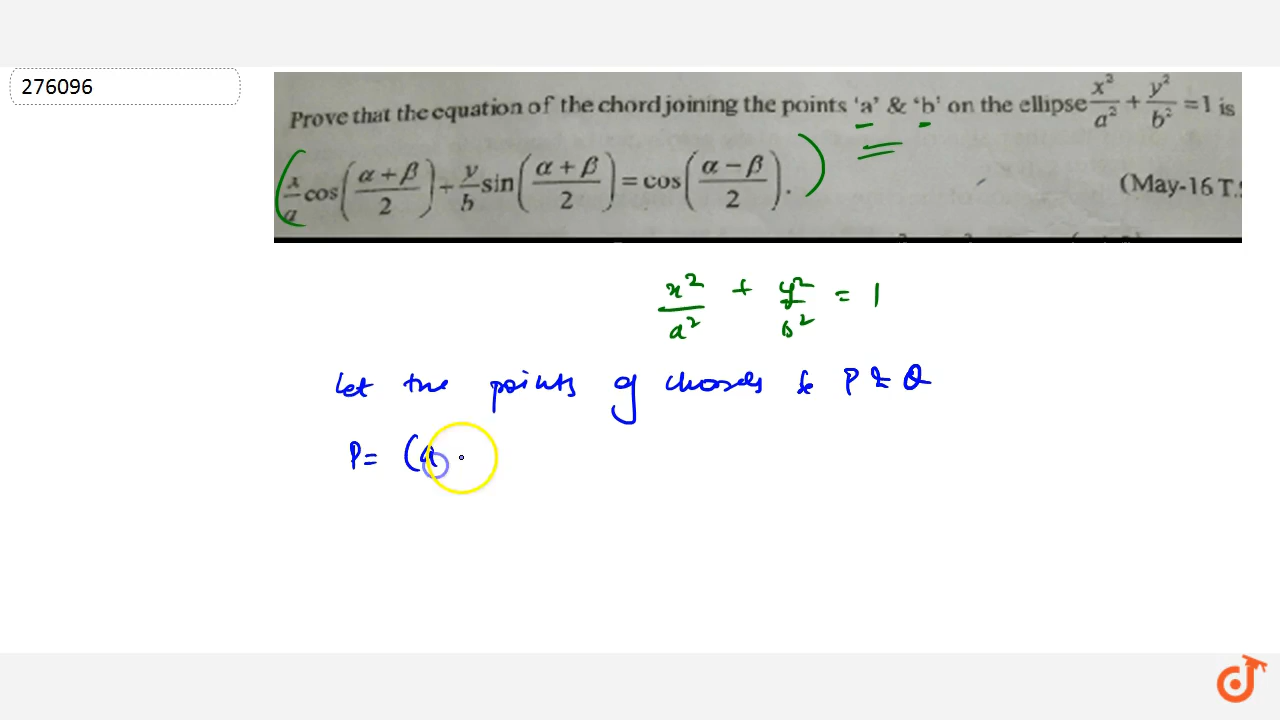 276096
Prove that the equation of the chord joining the points 'a' & 'b' on the ellipse x²/a² + y²/b² = 1 is
x/a cos((α + β)/2) + y/b sin((α + β)/2) = cos((α − β)/2).
(May-16 T.S
x²/a² + y²/b² = 1
Let the points of chords be P & Q
P = (a